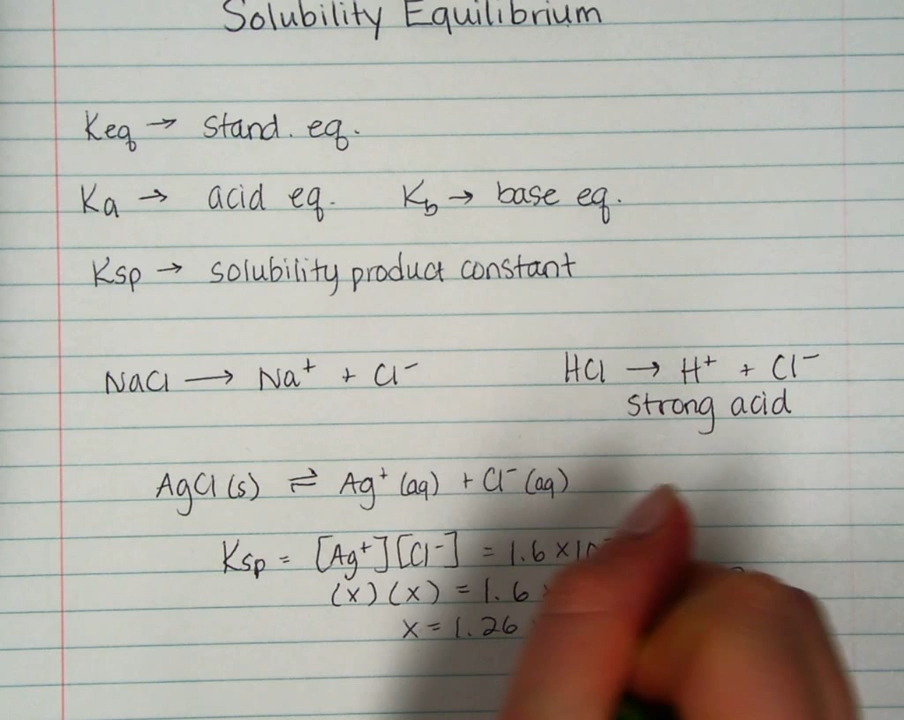 Solubility Equilibrium
Keq → stand. eq.
Ka → acid eq. Kb → base eq.
Ksp → solubility product constant
NaCl → Na⁺ + Cl⁻ HCl → H⁺ + Cl⁻
strong acid
AgCl (s) ⇌ Ag⁺ (aq) + Cl⁻ (aq)
Ksp = [Ag⁺][Cl⁻] = 1.6 × 10
(x)(x) = 1.6
x = 1.26